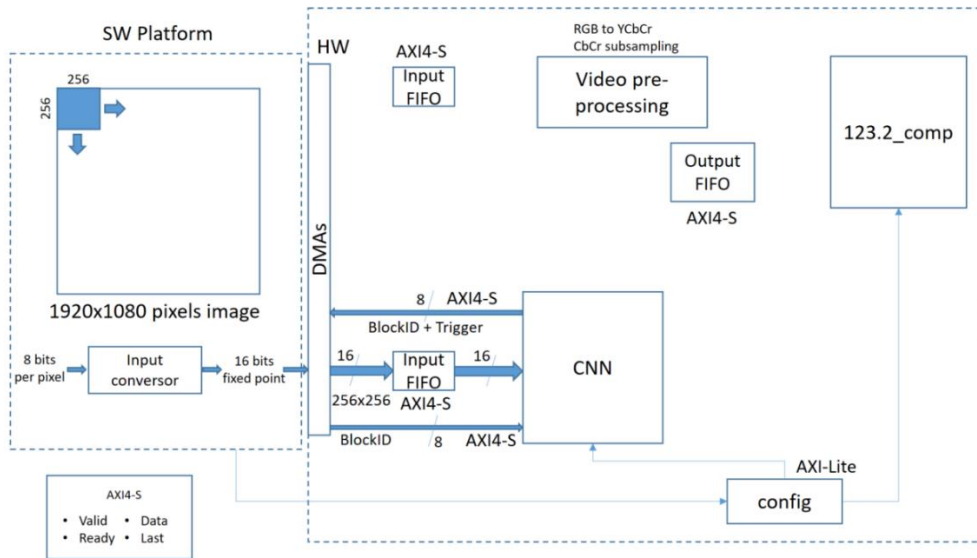 SW Platform
256
256
1920x1080 pixels image
8 bits
per pixel
Input
conversor
16 bits
fixed point
AXI4-S
• Valid
• Ready
• Data
• Last
HW
DMAs
AXI4-S
Input
FIFO
RGB to YCbCr
CbCr subsampling
Video pre-
processing
Output
FIFO
AXI4-S
123.2_comp
8
AXI4-S
BlockID + Trigger
16
Input
FIFO
16
256x256
AXI4-S
BlockID
8
AXI4-S
CNN
AXI-Lite
config